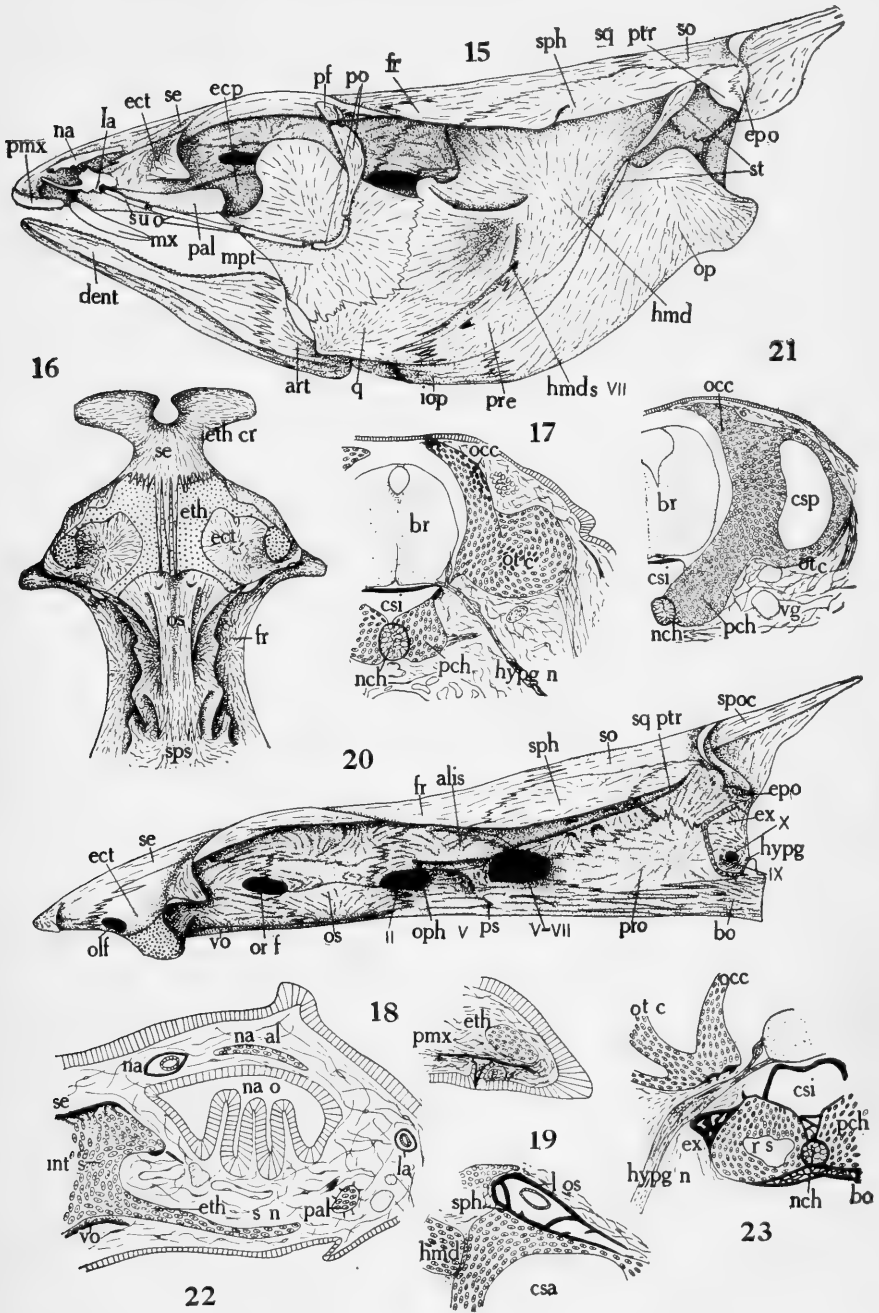 15
pmx
na
la
ect
se
ecp
pf
po
fr
sph
sq
ptr
so
epo
st
op
hmd
hmds VII
pre
iop
q
art
dent
mx
su o
pal
mpt
16
eth cr
se
eth
ect
os
fr
sps
17
occ
br
ot c
csi
nch
pch
hypg n
21
occ
br
csp
csi
ot c
vg
nch
pch
20
ect
se
fr
alis
sph
so
sq ptr
spoc
epo
ex
X
hypg
IX
bo
pro
V-VII
ps
V
oph
II
os
or f
vo
olf
18
na al
na
na o
se
int s
eth
s n
pal
la
vo
22
eth
pmx
19
l os
sph
hmd
csa
occ
ot c
csi
pch
ex
r s
hypg n
nch
bo
23